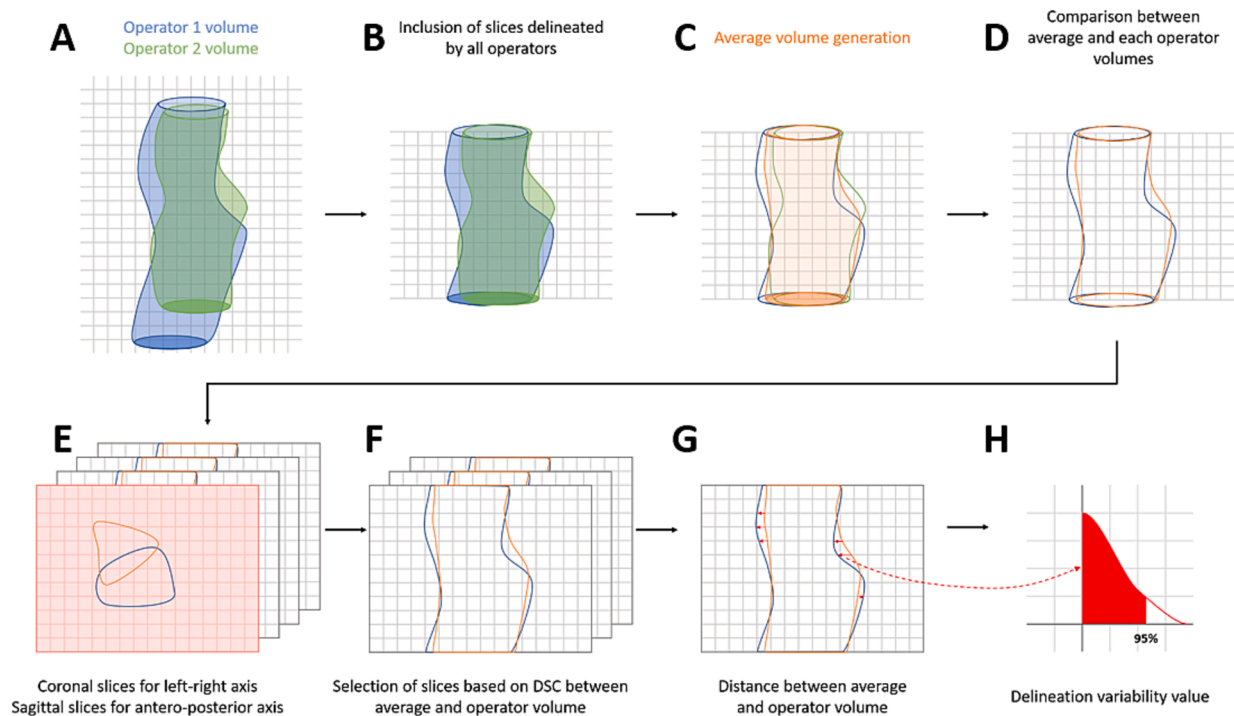 A
Operator 1 volume
Operator 2 volume
B
Inclusion of slices delineated
by all operators
C
Average volume generation
D
Comparison between
average and each operator
volumes
E
F
G
H
95%
Coronal slices for left-right axis
Sagittal slices for antero-posterior axis
Selection of slices based on DSC between
average and operator volume
Distance between average
and operator volume
Delineation variability value